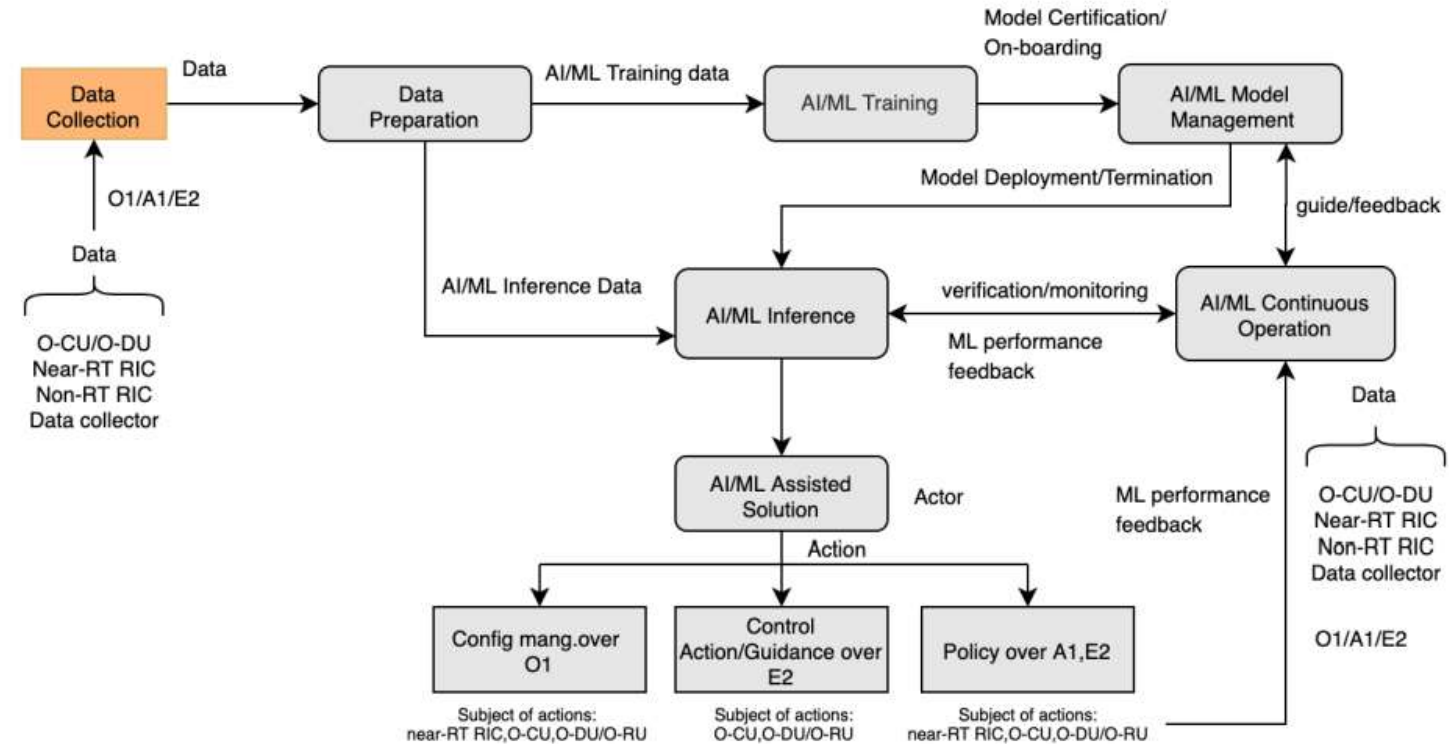 Model Certification/
On-boarding
Data
AI/ML Training data
Data
Collection
Data
Preparation
AI/ML Training
AI/ML Model
Management
O1/A1/E2
Model Deployment/Termination
guide/feedback
Data
AI/ML Inference Data
verification/monitoring
AI/ML Inference
AI/ML Continuous
Operation
ML performance
feedback
O-CU/O-DU
Near-RT RIC
Non-RT RIC
Data collector
Data
AI/ML Assisted
Solution
Actor
ML performance
feedback
O-CU/O-DU
Near-RT RIC
Non-RT RIC
Data collector
Action
Config mang.over
O1
Control
Action/Guidance over
E2
Policy over A1,E2
O1/A1/E2
Subject of actions:
near-RT RIC,O-CU,O-DU/O-RU
Subject of actions:
O-CU,O-DU/O-RU
Subject of actions:
near-RT RIC,O-CU,O-DU/O-RU